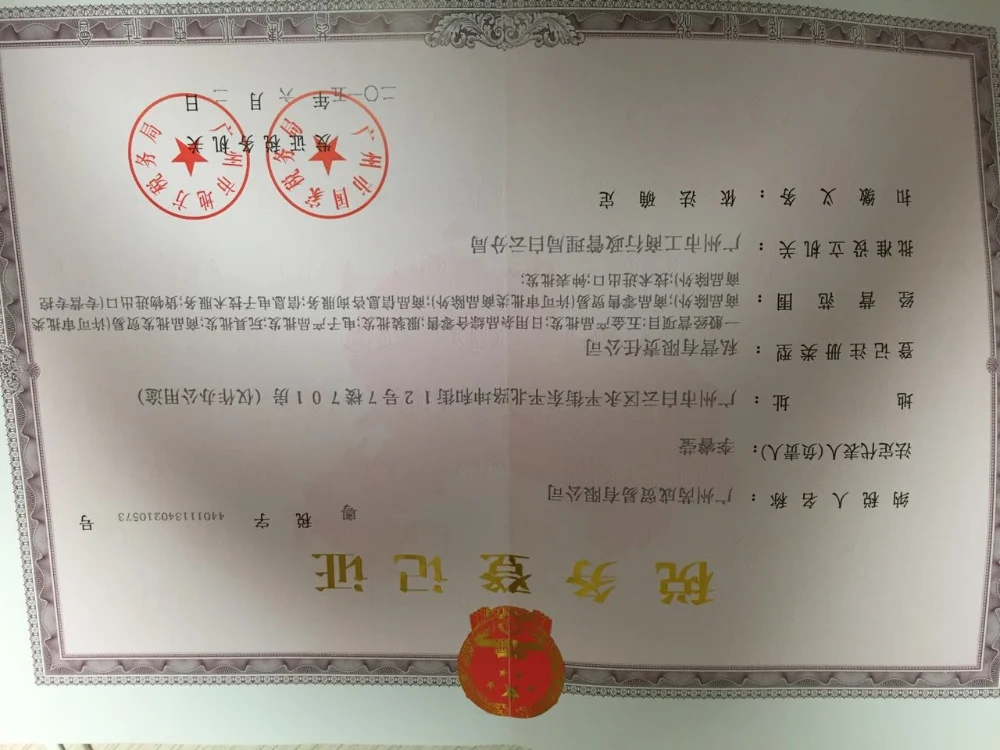 税务登记证
粤 税 字 440111340210573 号
纳税人名称： 广州芮成贸易有限公司
法定代表人(负责人)： 李睿莹
地址： 广州市白云区永平街东平北路坤和街12号7楼7701房（仅作办公用途）
登记注册类型： 私营有限责任公司
经营范围： 一般经营项目:五金产品批发;日用杂品综合零售;服装批发;电子产品批发;玩具批发;商品批发贸易(许可审批类
商品除外);商品零售贸易(许可审批类商品除外);商品信息咨询服务;信息电子技术服务;货物进出口(专营专控
商品除外);技术进出口;钟表批发;
批准设立机关： 广州市工商行政管理局白云分局
扣缴义务： 依法确定
发证税务机关
二〇一五年六月二日
广州市国家税务局
广州市地方税务局